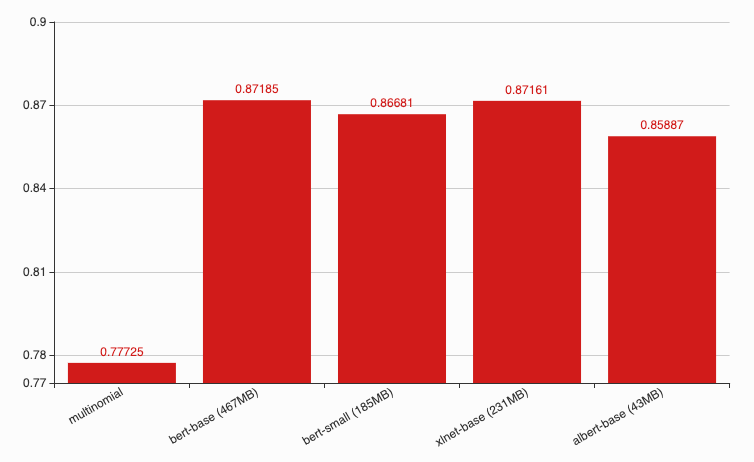 0.9
0.87
0.84
0.81
0.78
0.77
0.77725
0.87185
0.86681
0.87161
0.85887
multinomial
bert-base (467MB)
bert-small (185MB)
xlnet-base (231MB)
albert-base (43MB)